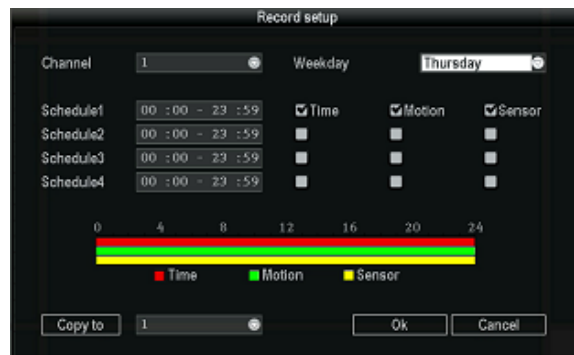 Record setup
Channel 1 Weekday Thursday
Schedule1 00 :00 - 23 :59 Time Motion Sensor
Schedule2 00 :00 - 23 :59
Schedule3 00 :00 - 23 :59
Schedule4 00 :00 - 23 :59
0 4 8 12 16 20 24
Time Motion Sensor
Copy to 1 Ok Cancel